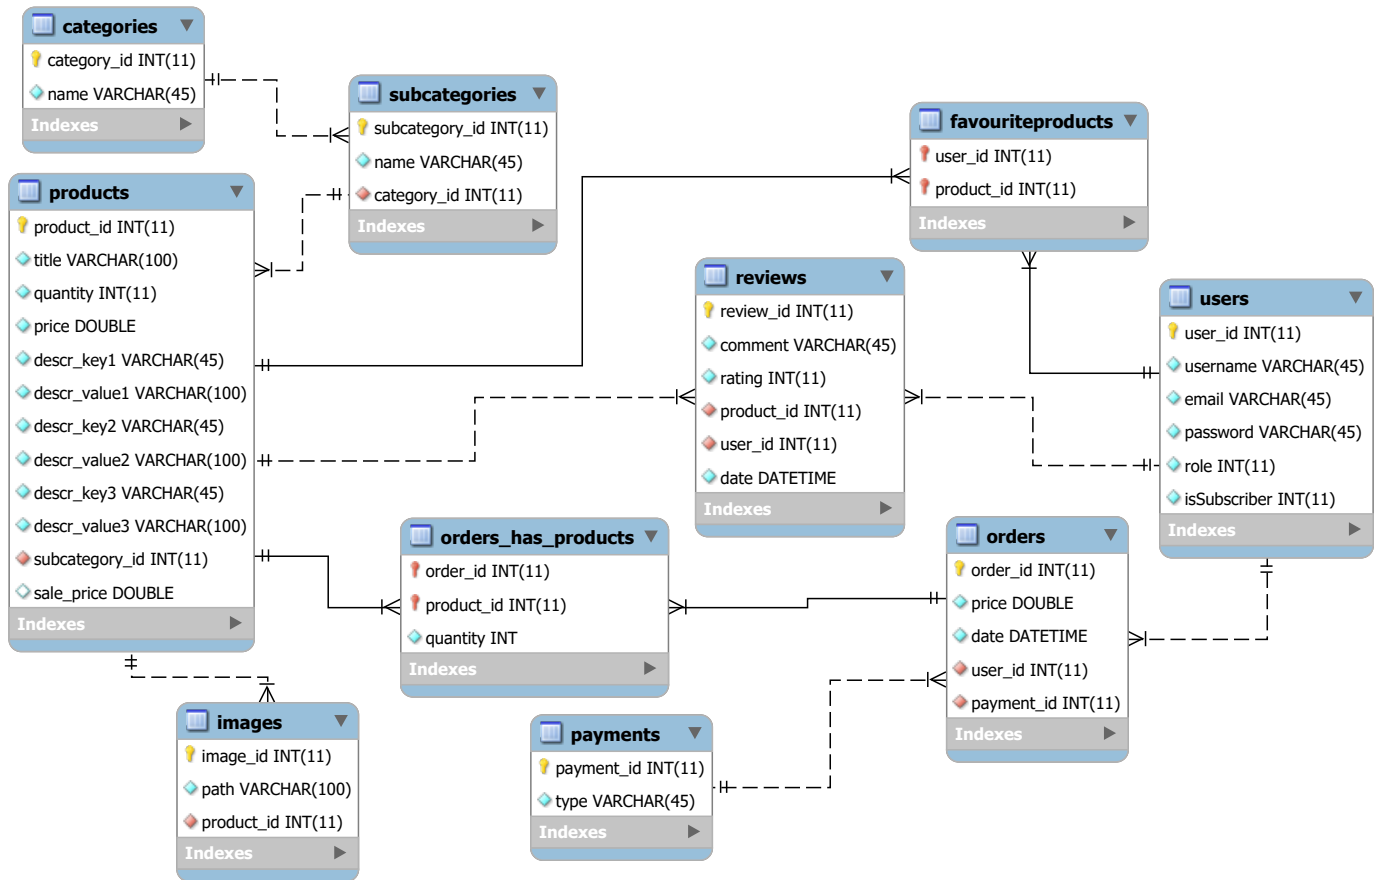 categories
category_id INT(11)
name VARCHAR(45)
Indexes
subcategories
subcategory_id INT(11)
name VARCHAR(45)
category_id INT(11)
Indexes
favouriteproducts
user_id INT(11)
product_id INT(11)
Indexes
products
product_id INT(11)
title VARCHAR(100)
quantity INT(11)
price DOUBLE
descr_key1 VARCHAR(45)
descr_value1 VARCHAR(100)
descr_key2 VARCHAR(45)
descr_value2 VARCHAR(100)
descr_key3 VARCHAR(45)
descr_value3 VARCHAR(100)
subcategory_id INT(11)
sale_price DOUBLE
Indexes
reviews
review_id INT(11)
comment VARCHAR(45)
rating INT(11)
product_id INT(11)
user_id INT(11)
date DATETIME
Indexes
users
user_id INT(11)
username VARCHAR(45)
email VARCHAR(45)
password VARCHAR(45)
role INT(11)
isSubscriber INT(11)
Indexes
orders_has_products
order_id INT(11)
product_id INT(11)
quantity INT
Indexes
orders
order_id INT(11)
price DOUBLE
date DATETIME
user_id INT(11)
payment_id INT(11)
Indexes
images
image_id INT(11)
path VARCHAR(100)
product_id INT(11)
Indexes
payments
payment_id INT(11)
type VARCHAR(45)
Indexes